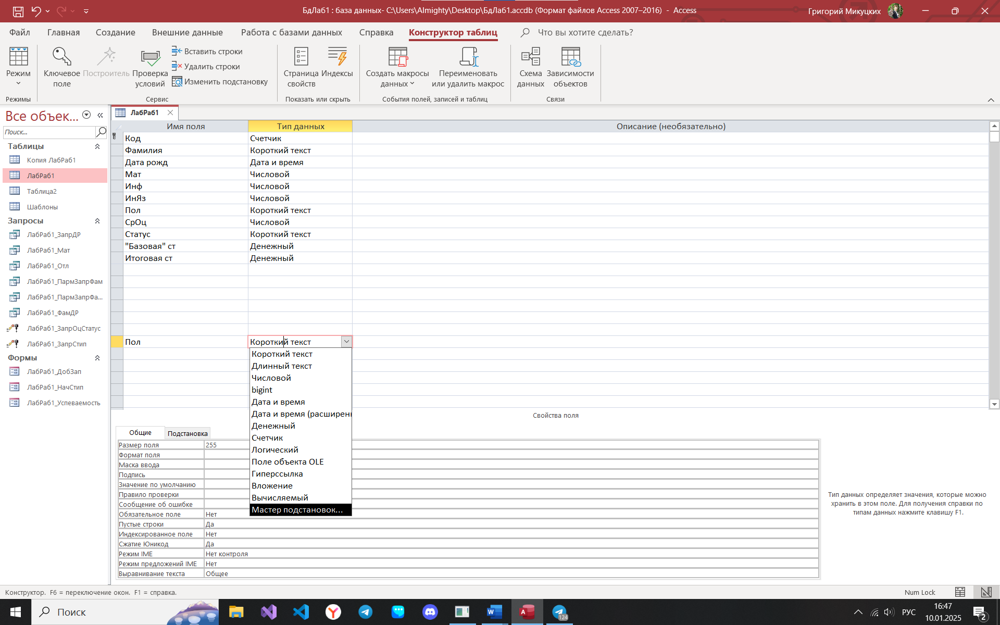 БдЛаб1 : база данных- C:\Users\Almighty\Desktop\БдЛаб1.accdb (Формат файлов Access 2007–2016) - Access
Григорий Микуцких
Файл
Главная
Создание
Внешние данные
Работа с базами данных
Справка
Конструктор таблиц
Что вы хотите сделать?
Режим
Ключевое поле
Построитель
Проверка условий
Вставить строки
Удалить строки
Изменить подстановку
Страница свойств
Индексы
Создать макросы данных
Переименовать или удалить макрос
Схема данных
Зависимости объектов
Режимы
Сервис
Показать или скрыть
События полей, записей и таблиц
Связи
Все объек...
Поиск...
Таблицы
Копия ЛабРаб1
ЛабРаб1
Таблица2
Шаблоны
Запросы
ЛабРаб1_ЗапрДР
ЛабРаб1_Мат
ЛабРаб1_Отл
ЛабРаб1_ПармЗапрФам
ЛабРаб1_ПармЗапрФа...
ЛабРаб1_ФамДР
ЛабРаб1_ЗапрОцСтатус
ЛабРаб1_ЗапрСтип
Формы
ЛабРаб1_ДобЗап
ЛабРаб1_НачСтип
ЛабРаб1_Успеваемость
ЛабРаб1
Имя поля Тип данных Описание (необязательно)
Код Счетчик
Фамилия Короткий текст
Дата рожд Дата и время
Мат Числовой
Инф Числовой
ИнЯз Числовой
Пол Короткий текст
СрОц Числовой
Статус Короткий текст
"Базовая" ст Денежный
Итоговая ст Денежный
Пол Короткий текст
Короткий текст
Длинный текст
Числовой
bigint
Дата и время
Дата и время (расширен
Денежный
Счетчик
Логический
Поле объекта OLE
Гиперссылка
Вложение
Вычисляемый
Мастер подстановок...
Свойства поля
Общие
Подстановка
Размер поля 255
Формат поля
Маска ввода
Подпись
Значение по умолчанию
Правило проверки
Сообщение об ошибке
Обязательное поле Нет
Пустые строки Да
Индексированное поле Нет
Сжатие Юникод Да
Режим IME Нет контроля
Режим предложений IME Нет
Выравнивание текста Общее
Тип данных определяет значения, которые можно
хранить в этом поле. Для получения справки по
типам данных нажмите клавишу F1.
Конструктор. F6 = переключение окон. F1 = справка.
Num Lock
Поиск
124
РУС
16:47
10.01.2025
2